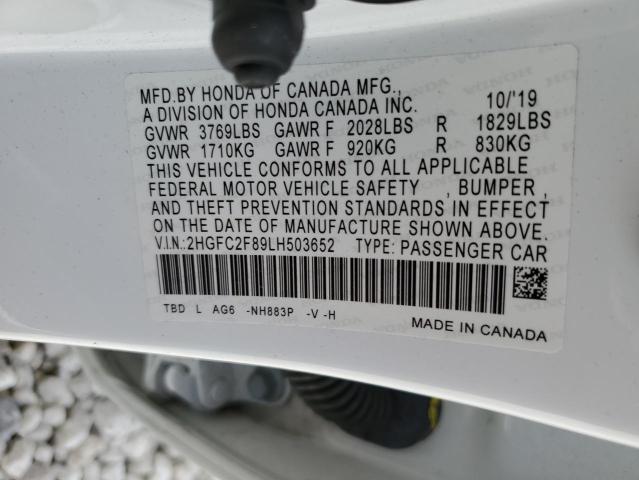 MFD.BY HONDA OF CANADA MFG.,
A DIVISION OF HONDA CANADA INC. 10/'19
GVWR 3769LBS GAWR F 2028LBS R 1829LBS
GVWR 1710KG GAWR F 920KG R 830KG
THIS VEHICLE CONFORMS TO ALL APPLICABLE
FEDERAL MOTOR VEHICLE SAFETY , BUMPER ,
AND THEFT PREVENTION STANDARDS IN EFFECT
ON THE DATE OF MANUFACTURE SHOWN ABOVE.
V.I.N.:2HGFC2F89LH503652 TYPE: PASSENGER CAR
TBD L AG6 -NH883P -V -H
MADE IN CANADA